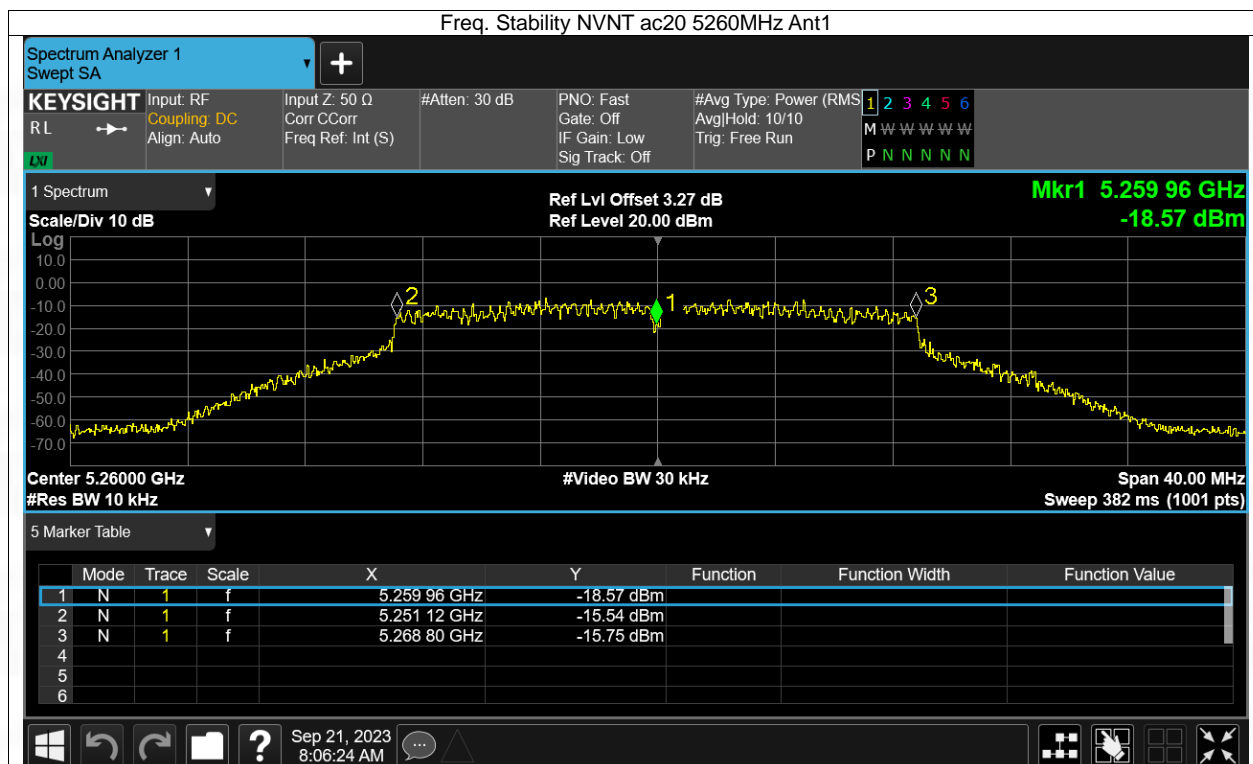 Freq. Stability NVNT ac20 5260MHz Ant1
Spectrum Analyzer 1
Swept SA
KEYSIGHT
RL
LXI
Input: RF
Coupling: DC
Align: Auto
Input Z: 50 Ω
Corr CCorr
Freq Ref: Int (S)
#Atten: 30 dB
PNO: Fast
Gate: Off
IF Gain: Low
Sig Track: Off
#Avg Type: Power (RMS
Avg|Hold: 10/10
Trig: Free Run
1 2 3 4 5 6
M W W W W W W
P N N N N N N
1 Spectrum
Scale/Div 10 dB
Ref Lvl Offset 3.27 dB
Ref Level 20.00 dBm
Mkr1 5.259 96 GHz
-18.57 dBm
Log
10.0
0.00
-10.0
-20.0
-30.0
-40.0
-50.0
-60.0
-70.0
2
1
3
Center 5.26000 GHz
#Video BW 30 kHz
Span 40.00 MHz
#Res BW 10 kHz
Sweep 382 ms (1001 pts)
5 Marker Table
Mode Trace Scale X Y Function Function Width Function Value
1 N 1 f 5.259 96 GHz -18.57 dBm
2 N 1 f 5.251 12 GHz -15.54 dBm
3 N 1 f 5.268 80 GHz -15.75 dBm
4
5
6
?
Sep 21, 2023
8:06:24 AM